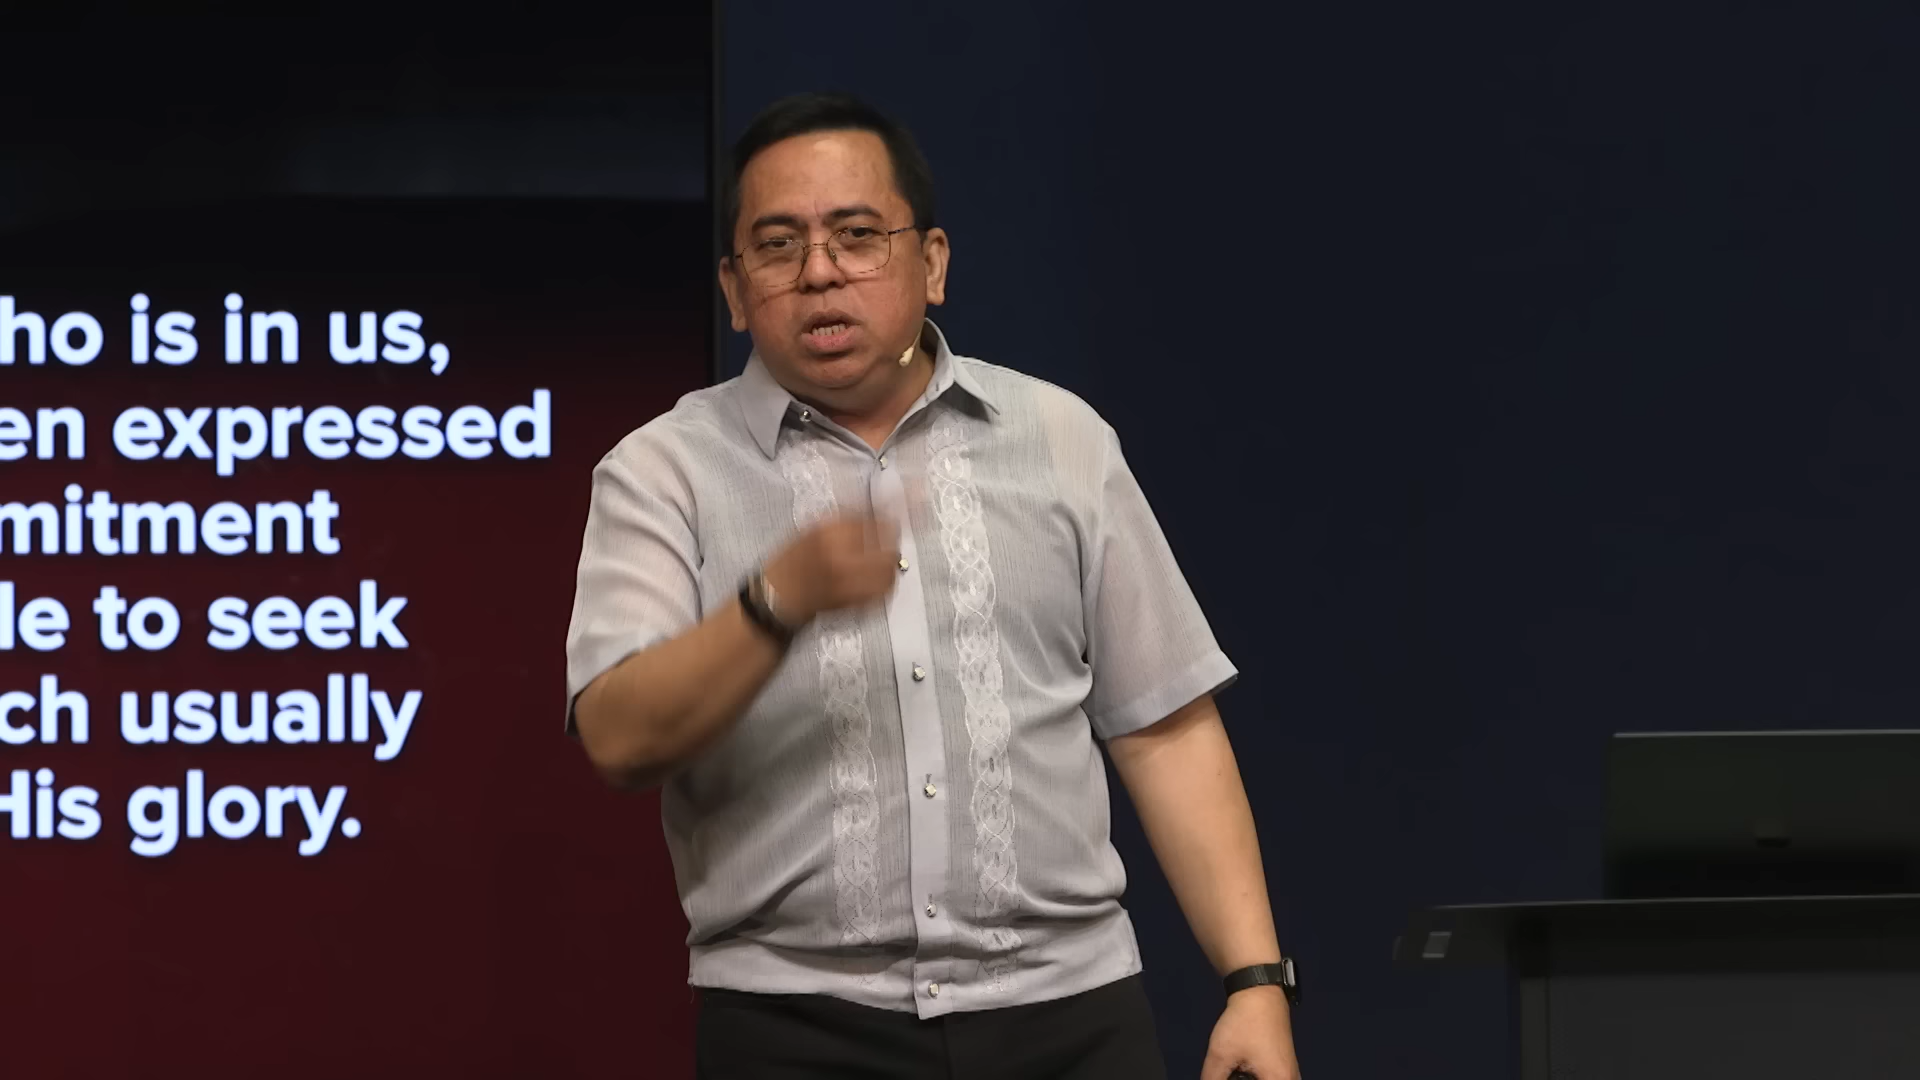 ho is in us,
en expressed
mitment
le to seek
ch usually
His glory.